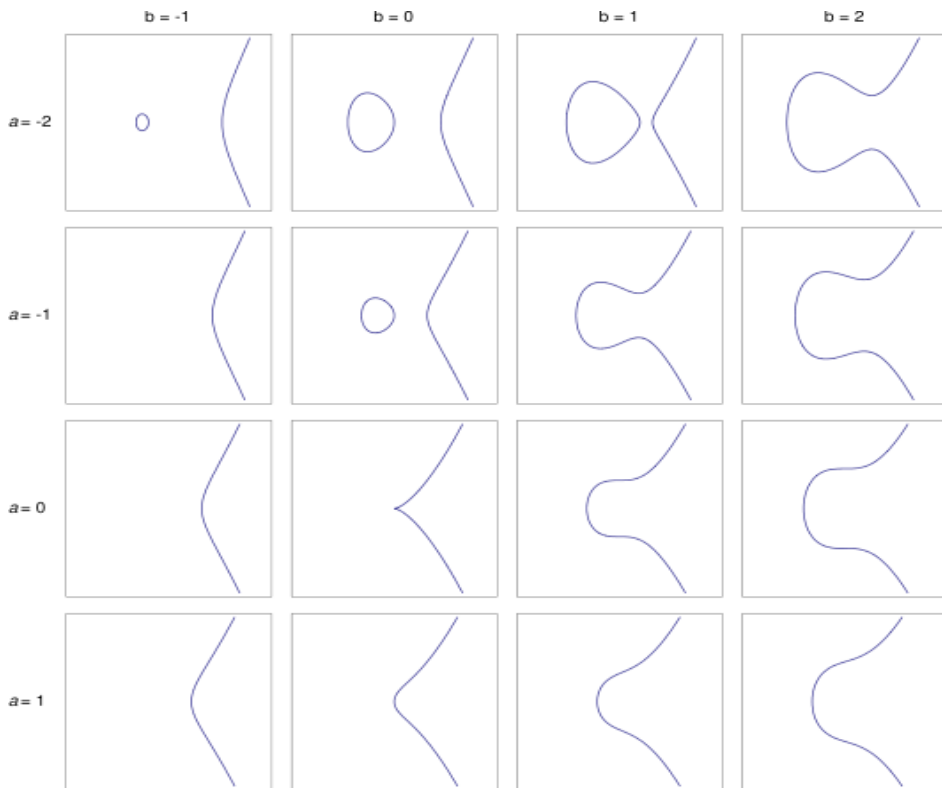 b = -1 b = 0 b = 1 b = 2
a = -2
a = -1
a = 0
a = 1